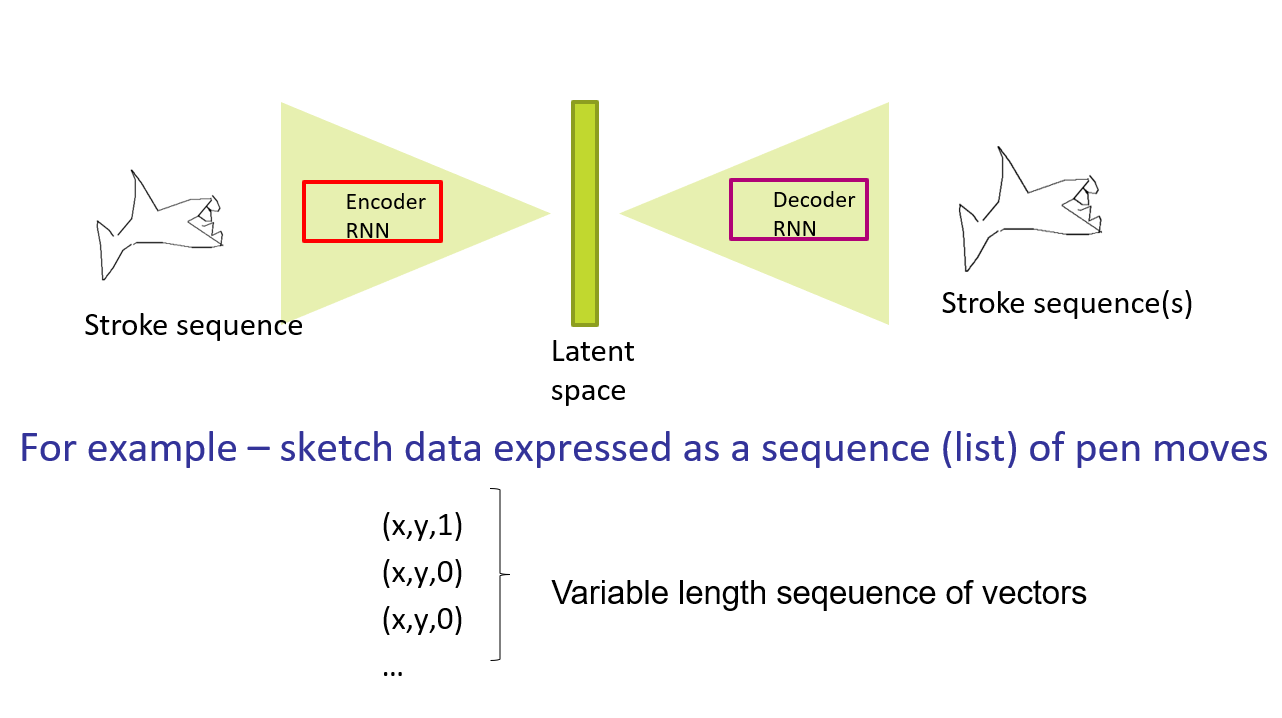 Encoder
RNN
Decoder
RNN
Stroke sequence
Stroke sequence(s)
Latent
space
For example – sketch data expressed as a sequence (list) of pen moves
(x,y,1)
(x,y,0)
(x,y,0)
...
Variable length seqeuence of vectors